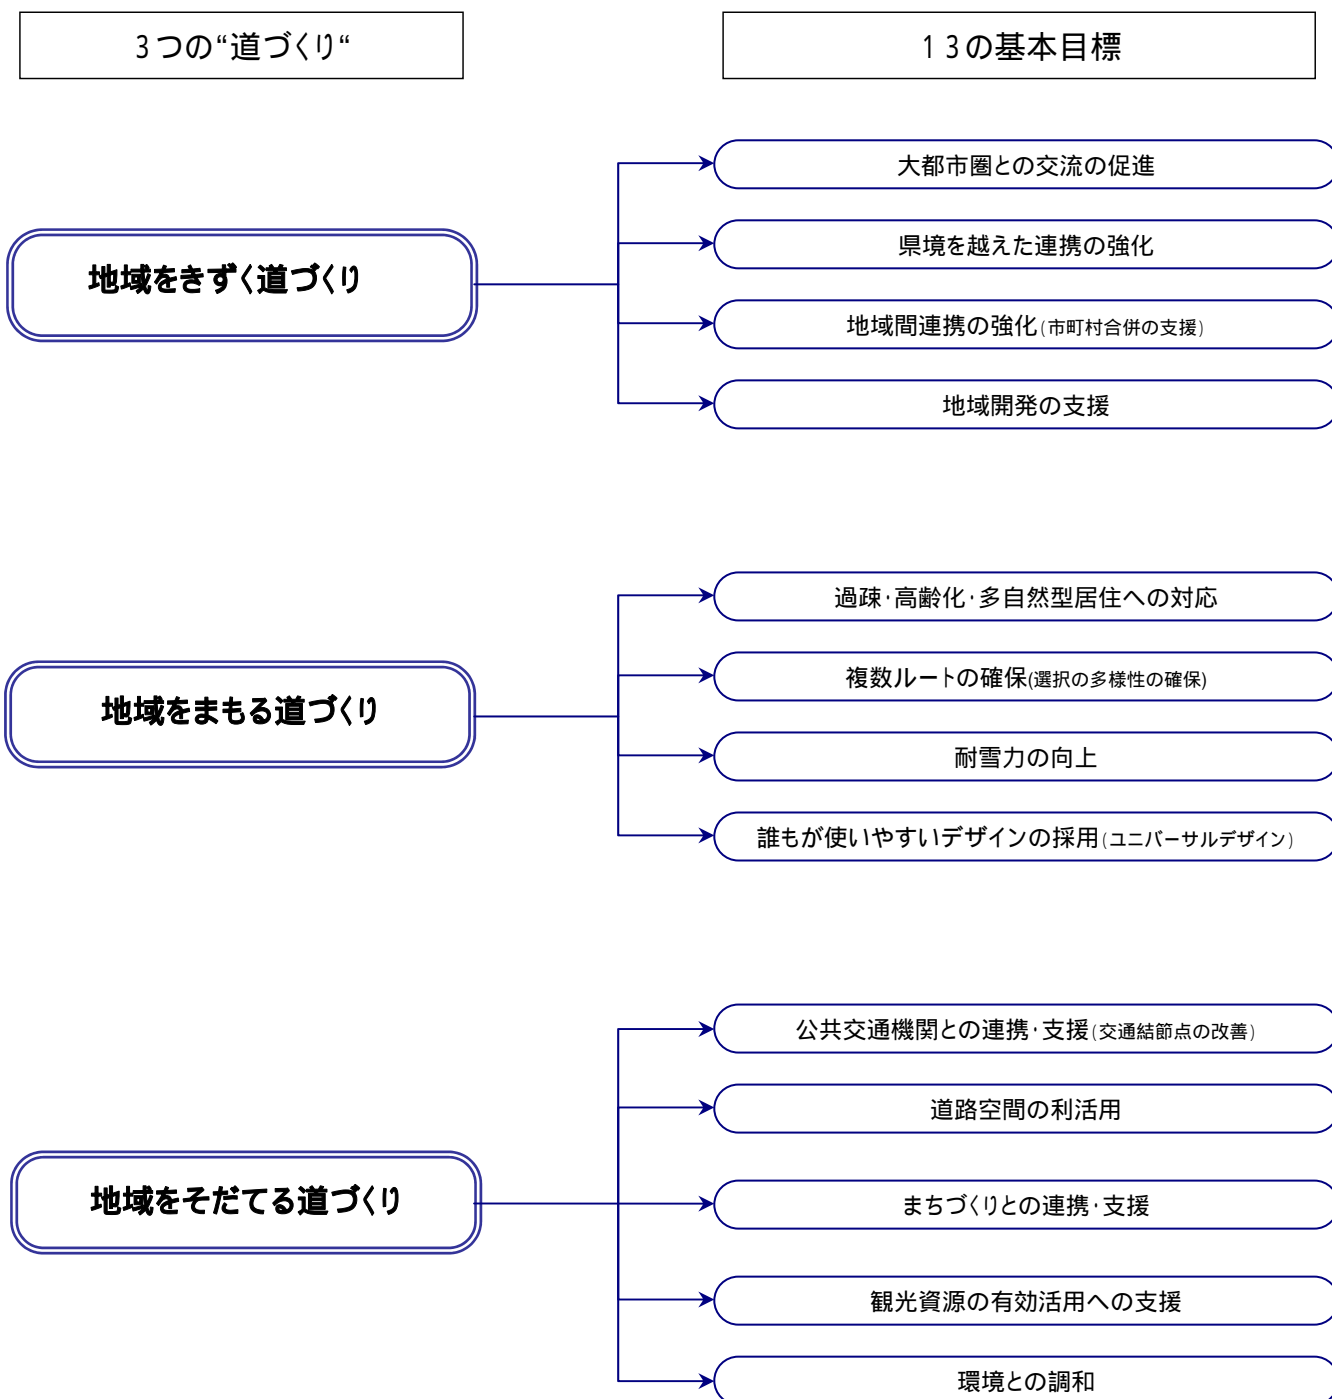 3つの“道づくり“
13の基本目標
地域をきずく道づくり
大都市圏との交流の促進
県境を越えた連携の強化
地域間連携の強化(市町村合併の支援)
地域開発の支援
地域をまもる道づくり
過疎・高齢化・多自然型居住への対応
複数ルートの確保(選択の多様性の確保)
耐雪力の向上
誰もが使いやすいデザインの採用(ユニバーサルデザイン)
地域をそだてる道づくり
公共交通機関との連携・支援(交通結節点の改善)
道路空間の利活用
まちづくりとの連携・支援
観光資源の有効活用への支援
環境との調和